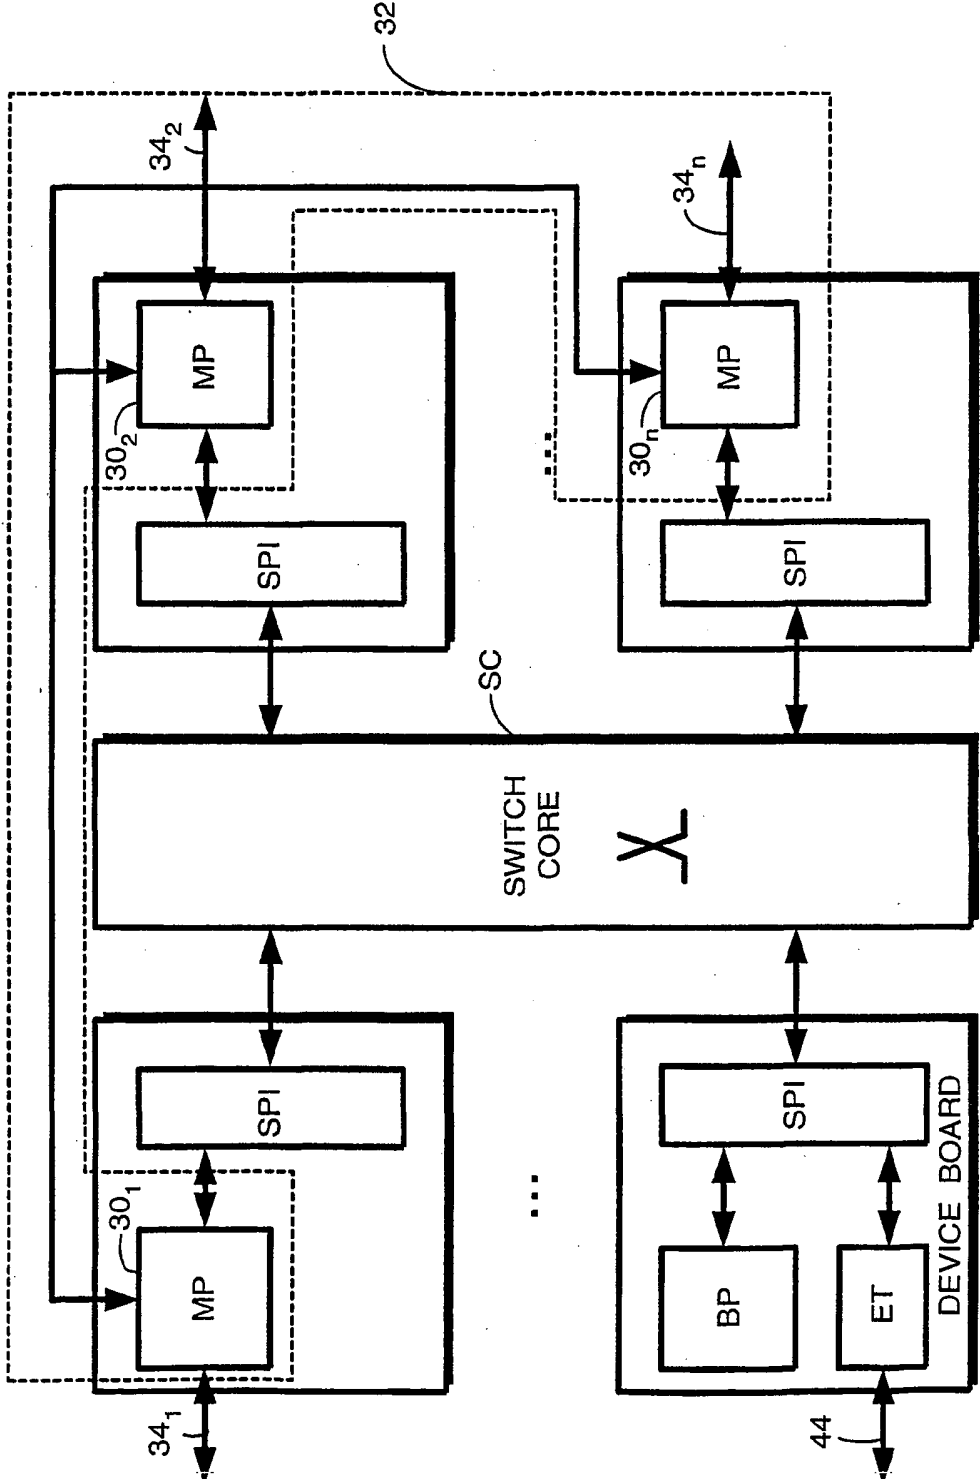 30₁
30₂
34₁
34₂
MP
MP
SPI
SPI
32
SC
SWITCH
CORE
...
...
30ₙ
34ₙ
BP
MP
SPI
SPI
44
ET
DEVICE BOARD